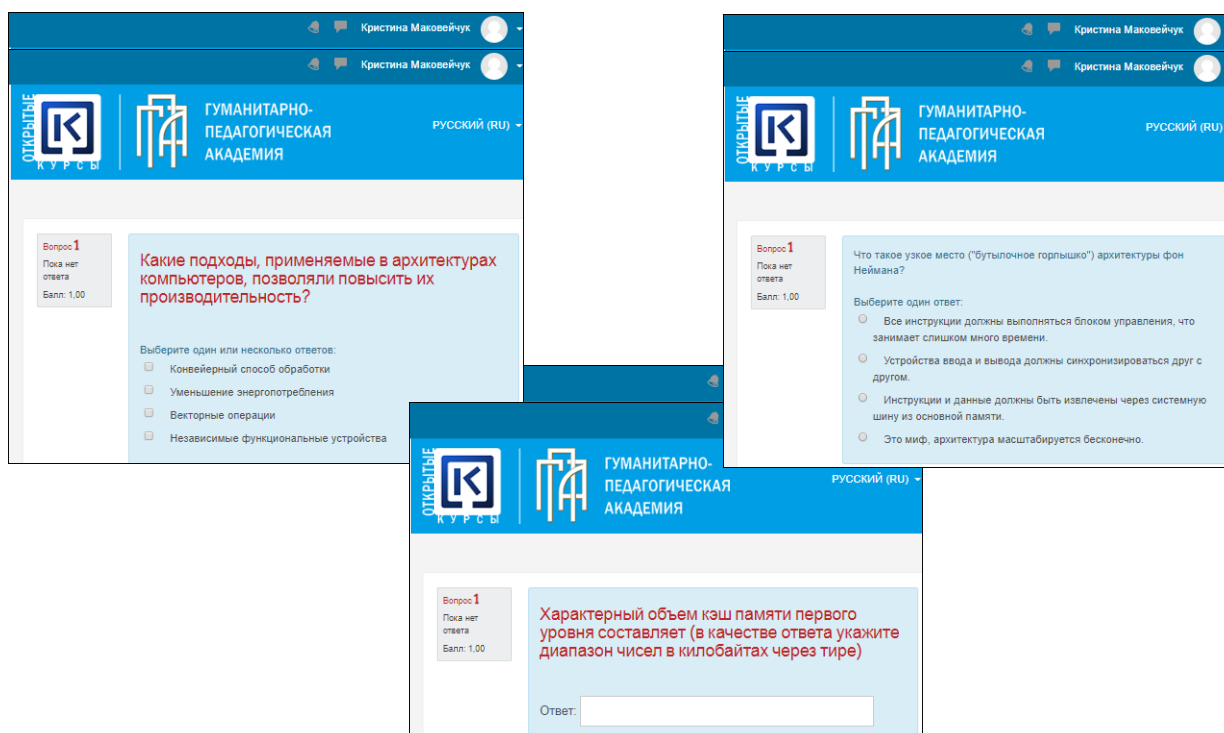 Кристина Маковейчук
Кристина Маковейчук
ОТКРЫТЫЕ
КУРСЫ
ГУМАНИТАРНО-
ПЕДАГОГИЧЕСКАЯ
АКАДЕМИЯ
РУССКИЙ (RU)
Вопрос 1
Пока нет
ответа
Балл: 1,00
Какие подходы, применяемые в архитектурах
компьютеров, позволяли повысить их
производительность?
Выберите один или несколько ответов:
Конвейерный способ обработки
Уменьшение энергопотребления
Векторные операции
Независимые функциональные устройства
Кристина Маковейчук
Кристина Маковейчук
ОТКРЫТЫЕ
КУРСЫ
ГУМАНИТАРНО-
ПЕДАГОГИЧЕСКАЯ
АКАДЕМИЯ
РУССКИЙ (RU)
Вопрос 1
Пока нет
ответа
Балл: 1,00
Что такое узкое место ("бутылочное горлышко") архитектуры фон
Неймана?
Выберите один ответ:
Все инструкции должны выполняться блоком управления, что
занимает слишком много времени.
Устройства ввода и вывода должны синхронизироваться друг с
другом.
Инструкции и данные должны быть извлечены через системную
шину из основной памяти.
Это миф, архитектура масштабируется бесконечно.
ОТКРЫТЫЕ
КУРСЫ
ГУМАНИТАРНО-
ПЕДАГОГИЧЕСКАЯ
АКАДЕМИЯ
РУССКИЙ (RU)
Вопрос 1
Пока нет
ответа
Балл: 1,00
Характерный объем кэш памяти первого
уровня составляет (в качестве ответа укажите
диапазон чисел в килобайтах через тире)
Ответ: